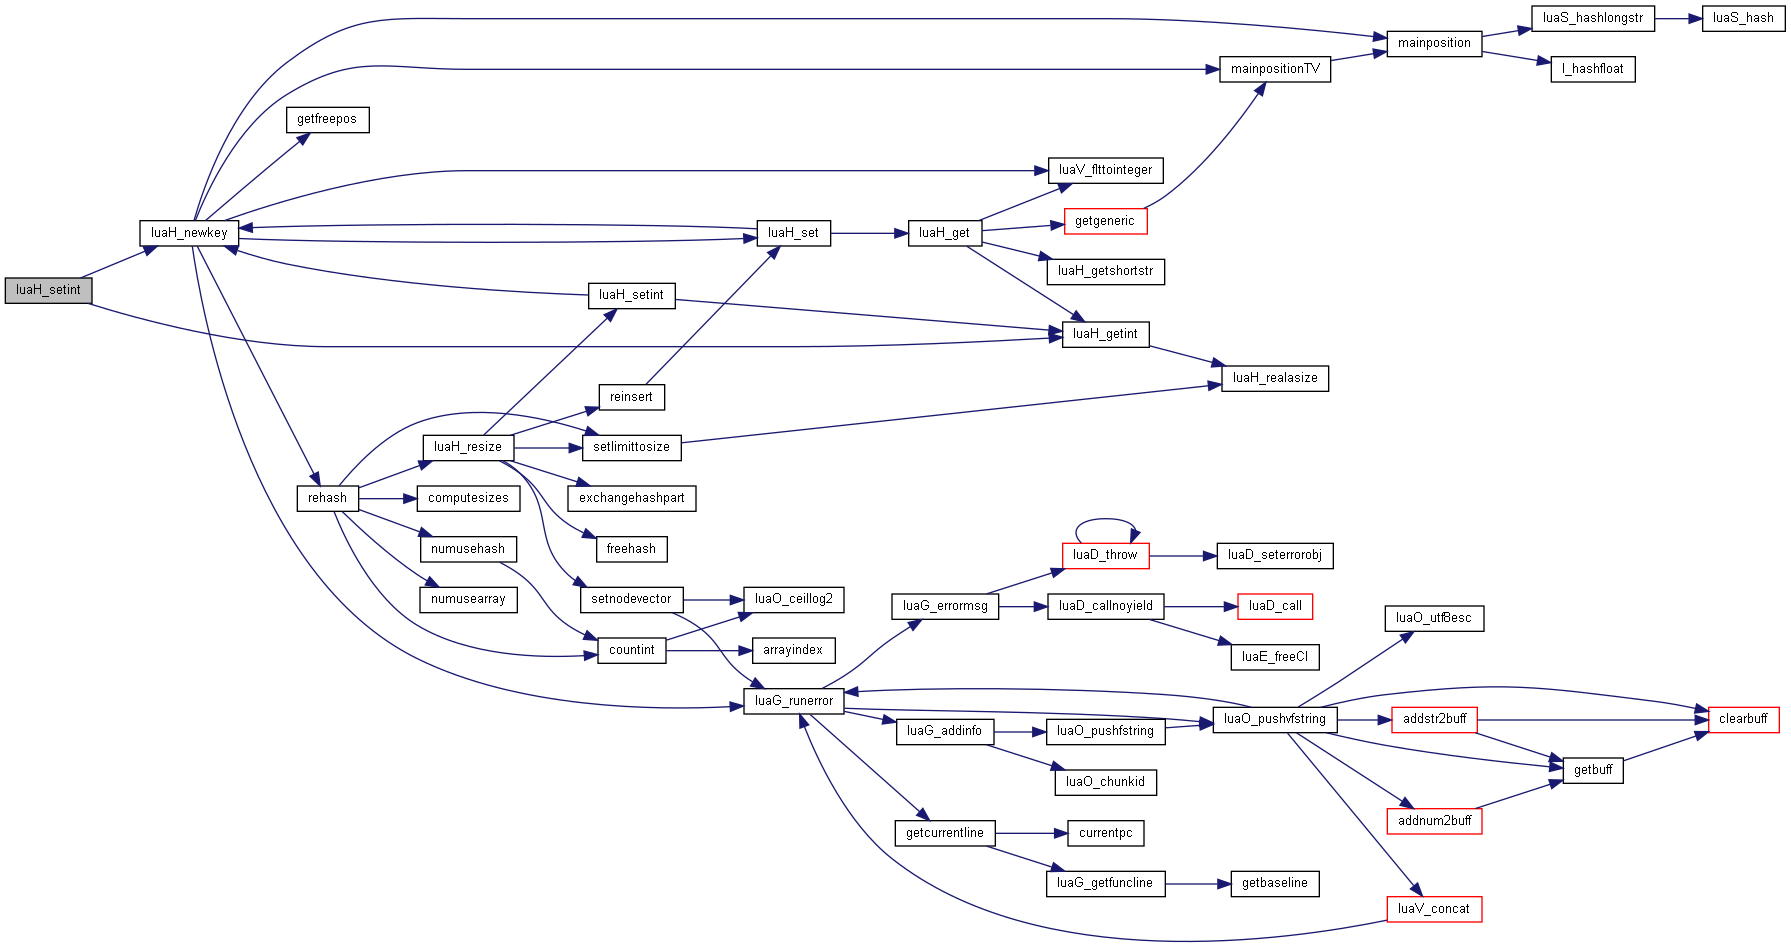 luaS_hashlongstr
luaS_hash
mainposition
mainpositionTV
l_hashfloat
getfreepos
luaV_flttointeger
getgeneric
luaH_newkey
luaH_set
luaH_get
luaH_getshortstr
luaH_setint
luaH_setint
luaH_getint
luaH_realasize
reinsert
luaH_resize
setlimittosize
rehash
computesizes
exchangehashpart
numusehash
freehash
luaD_throw
luaD_seterrorobj
numusearray
setnodevector
luaO_ceillog2
luaG_errormsg
luaD_callnoyield
luaD_call
luaO_utf8esc
countint
arrayindex
luaE_freeCI
luaG_runerror
luaG_addinfo
luaO_pushfstring
luaO_pushvfstring
addstr2buff
clearbuff
luaO_chunkid
getbuff
getcurrentline
currentpc
addnum2buff
luaG_getfuncline
getbaseline
luaV_concat